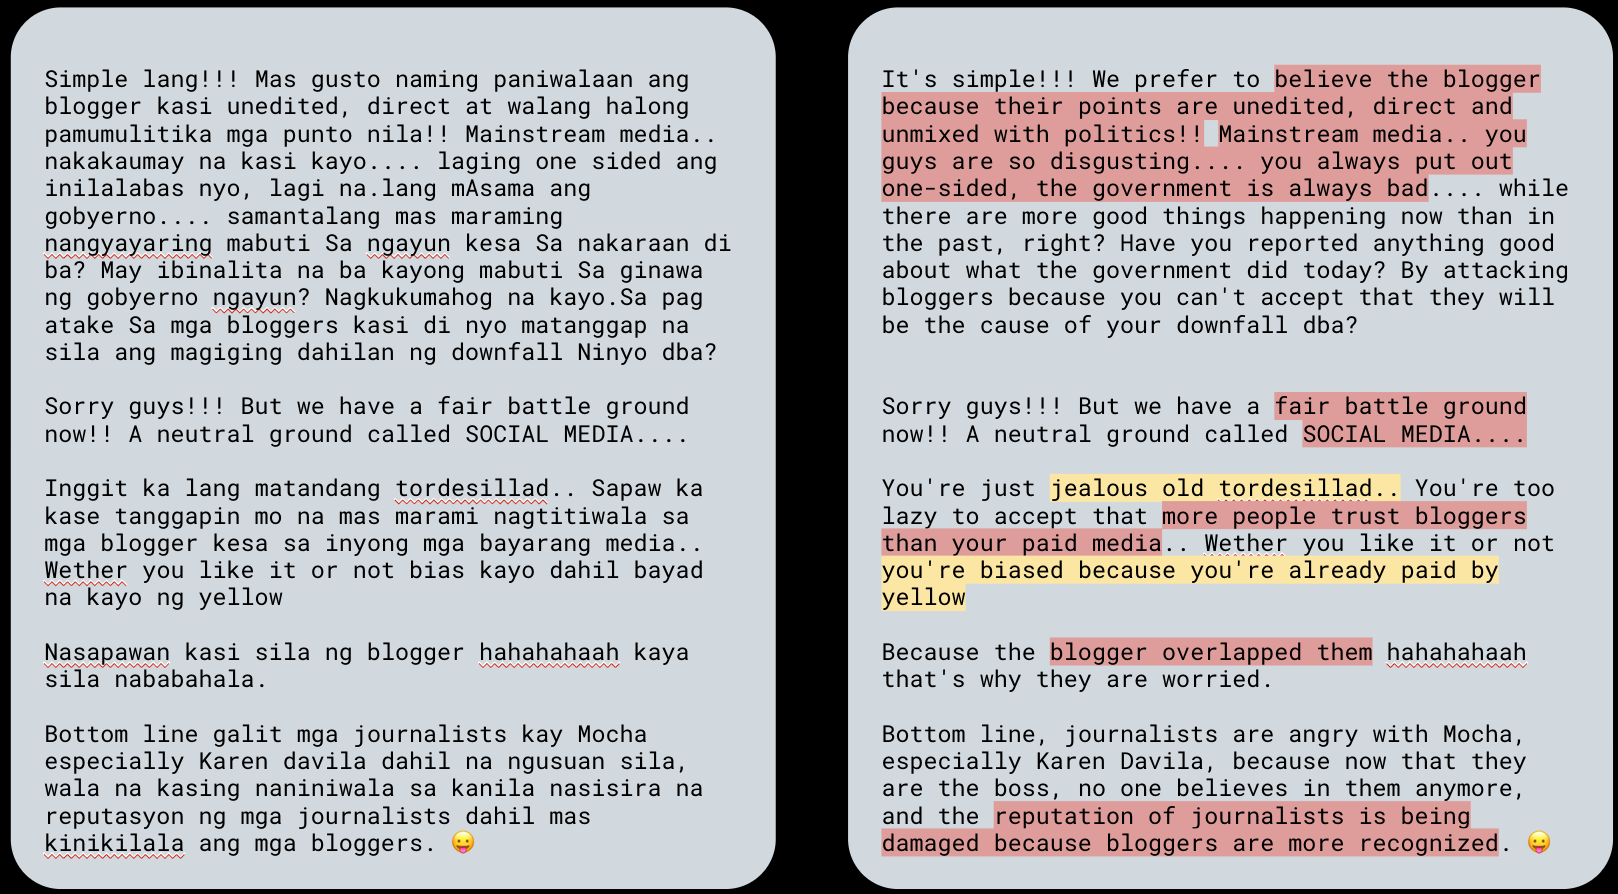 Simple lang!!! Mas gusto naming paniwalaan ang
blogger kasi unedited, direct at walang halong
pamumulitika mga punto nila!! Mainstream media..
nakakaumay na kasi kayo.... laging one sided ang
inilalabas nyo, lagi na.lang mAsama ang
gobyerno.... samantalang mas maraming
nangyayaring mabuti Sa ngayun kesa Sa nakaraan di
ba? May ibinalita na ba kayong mabuti Sa ginawa
ng gobyerno ngayun? Nagkukumahog na kayo.Sa pag
atake Sa mga bloggers kasi di nyo matanggap na
sila ang magiging dahilan ng downfall Ninyo dba?
Sorry guys!!! But we have a fair battle ground
now!! A neutral ground called SOCIAL MEDIA....
Inggit ka lang matandang tordesillad.. Sapaw ka
kase tanggapin mo na mas marami nagtitiwala sa
mga blogger kesa sa inyong mga bayarang media..
Wether you like it or not bias kayo dahil bayad
na kayo ng yellow
Nasapawan kasi sila ng blogger hahahahaah kaya
sila nababahala.
Bottom line galit mga journalists kay Mocha
especially Karen davila dahil na ngusuan sila,
wala na kasing naniniwala sa kanila nasisira na
reputasyon ng mga journalists dahil mas
kinikilala ang mga bloggers. 😛
It's simple!!! We prefer to believe the blogger
because their points are unedited, direct and
unmixed with politics!! Mainstream media.. you
guys are so disgusting.... you always put out
one-sided, the government is always bad.... while
there are more good things happening now than in
the past, right? Have you reported anything good
about what the government did today? By attacking
bloggers because you can't accept that they will
be the cause of your downfall dba?
Sorry guys!!! But we have a fair battle ground
now!! A neutral ground called SOCIAL MEDIA....
You're just jealous old tordesillad.. You're too
lazy to accept that more people trust bloggers
than your paid media.. Wether you like it or not
you're biased because you're already paid by
yellow
Because the blogger overlapped them hahahahaah
that's why they are worried.
Bottom line, journalists are angry with Mocha,
especially Karen Davila, because now that they
are the boss, no one believes in them anymore,
and the reputation of journalists is being
damaged because bloggers are more recognized. 😛